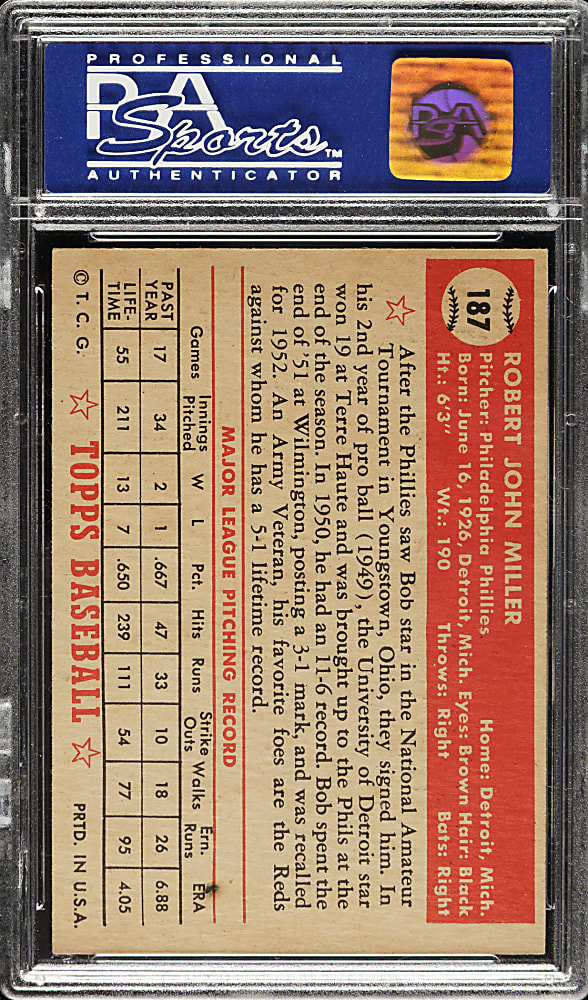 PROFESSIONAL
PSA
Sports™
AUTHENTICATOR
PSA
187
ROBERT JOHN MILLER
Pitcher: Philadelphia Phillies Home: Detroit, Mich.
Born: June 16, 1926, Detroit, Mich. Eyes: Brown Hair: Black
Ht.: 6'3" Wt.: 190 Throws: Right Bats: Right
After the Phillies saw Bob star in the National Amateur
Tournament in Youngstown, Ohio, they signed him. In
his 2nd year of pro ball (1949), the University of Detroit star
won 19 at Terre Haute and was brought up to the Phils at the
end of the season. In 1950, he had an 11-6 record. Bob spent the
end of '51 at Wilmington, posting a 3-1 mark, and was recalled
for 1952. An Army Veteran, his favorite foes are the Reds
against whom he has a 5-1 lifetime record.
MAJOR LEAGUE PITCHING RECORD
Games Innings Pitched W L Pct. Hits Runs Strike Outs Walks Ern. Runs ERA
PAST YEAR 17 34 2 1 .667 47 33 10 18 26 6.88
LIFE-TIME 55 211 13 7 .650 239 111 54 77 95 4.05
© T. C. G. TOPPS BASEBALL PRTD. IN U.S.A.